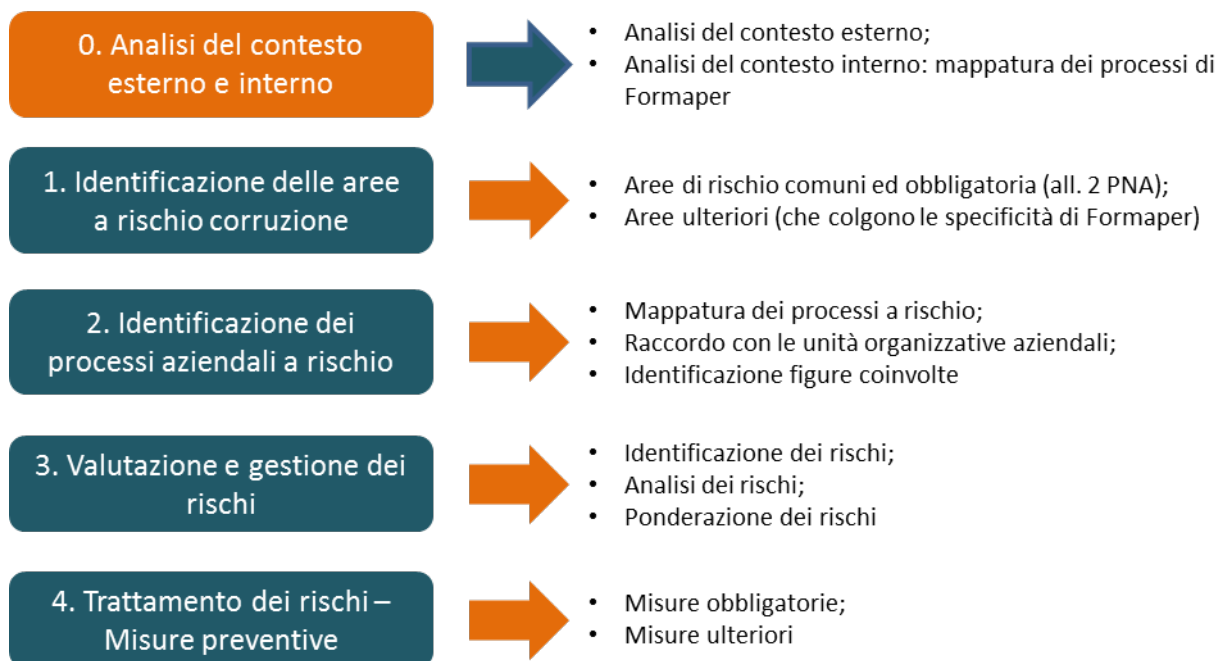 0. Analisi del contesto
esterno e interno
• Analisi del contesto esterno;
• Analisi del contesto interno: mappatura dei processi di
Formaper
1. Identificazione delle aree
a rischio corruzione
• Aree di rischio comuni ed obbligatoria (all. 2 PNA);
• Aree ulteriori (che colgono le specificità di Formaper)
2. Identificazione dei
processi aziendali a rischio
• Mappatura dei processi a rischio;
• Raccordo con le unità organizzative aziendali;
• Identificazione figure coinvolte
3. Valutazione e gestione dei
rischi
• Identificazione dei rischi;
• Analisi dei rischi;
• Ponderazione dei rischi
4. Trattamento dei rischi –
Misure preventive
• Misure obbligatorie;
• Misure ulteriori